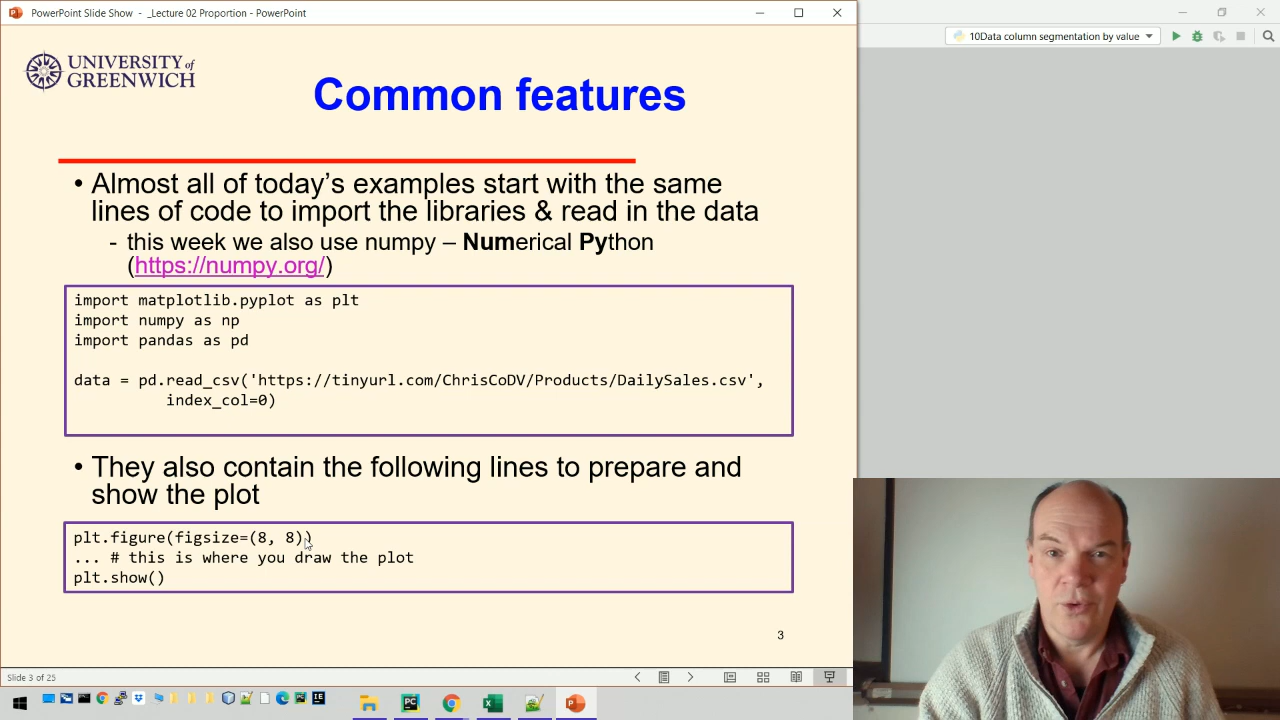 PowerPoint Slide Show - _Lecture 02 Proportion - PowerPoint
10Data column segmentation by value
UNIVERSITY of
GREENWICH
Common features
• Almost all of today's examples start with the same
lines of code to import the libraries & read in the data
- this week we also use numpy – Numerical Python
(https://numpy.org/)
import matplotlib.pyplot as plt
import numpy as np
import pandas as pd
data = pd.read_csv('https://tinyurl.com/ChrisCoDV/Products/DailySales.csv',
index_col=0)
• They also contain the following lines to prepare and
show the plot
plt.figure(figsize=(8, 8))
... # this is where you draw the plot
plt.show()
3
Slide 3 of 25